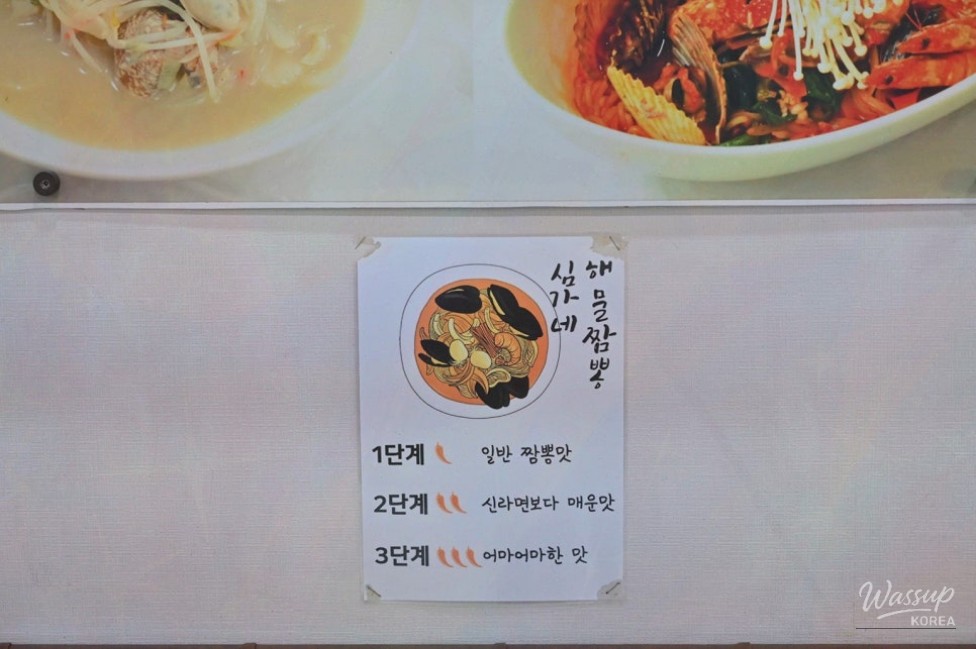 심가네
해물짬뽕
1단계 일반 짬뽕맛
2단계 신라면보다 매운맛
3단계 어마어마한 맛
Wassup
KOREA